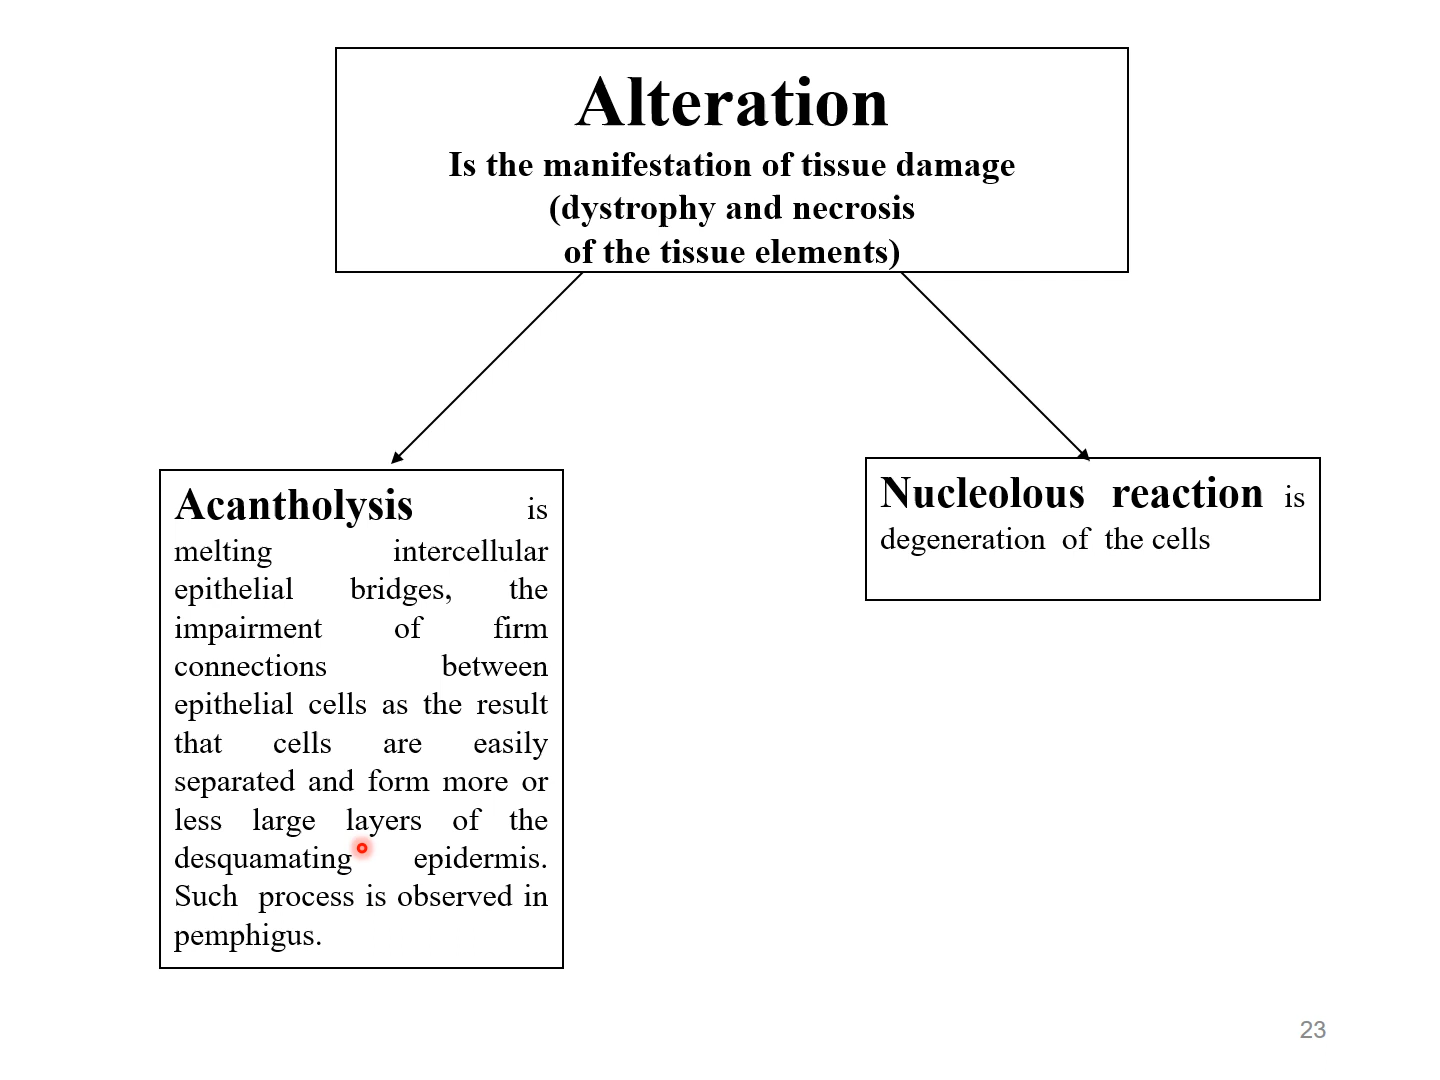 Alteration
Is the manifestation of tissue damage
(dystrophy and necrosis
of the tissue elements)
Acantholysis is
melting intercellular
epithelial bridges, the
impairment of firm
connections between
epithelial cells as the result
that cells are easily
separated and form more or
less large layers of the
desquamating epidermis.
Such process is observed in
pemphigus.
Nucleolous reaction is
degeneration of the cells
23